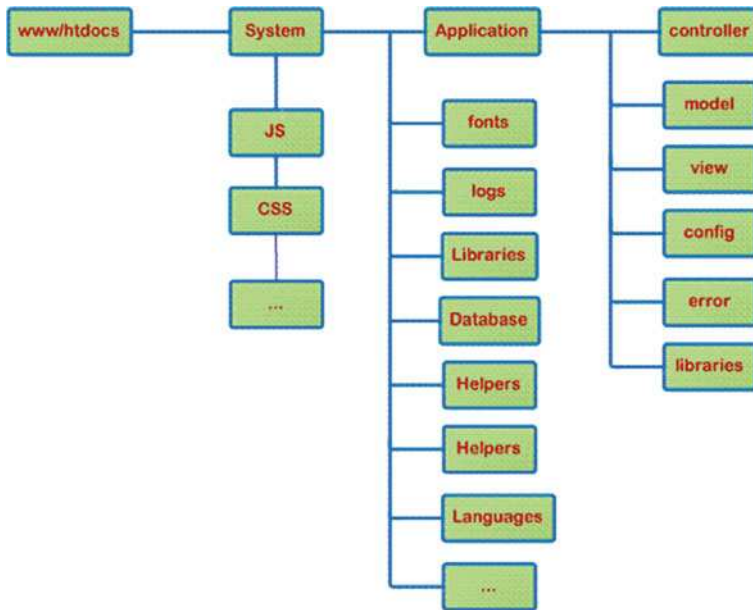 www/htdocs
System
Application
controller
JS
CSS
...
fonts
logs
Libraries
Database
Helpers
Helpers
Languages
...
model
view
config
error
libraries